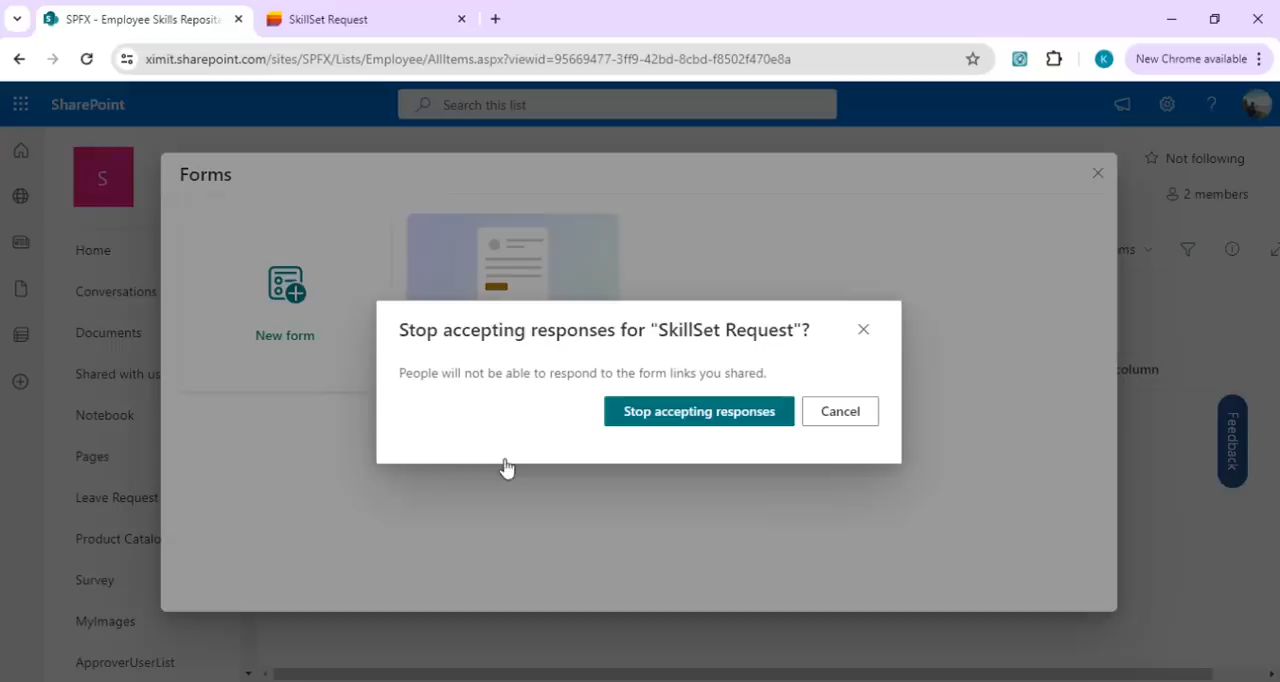 SPFX - Employee Skills Reposit
SkillSet Request
ximit.sharepoint.com/sites/SPFX/Lists/Employee/AllItems.aspx?viewid=95669477-3ff9-42bd-8cbd-f8502f470e8a
K
New Chrome available
SharePoint
Search this list
S
Not following
2 members
Forms
Home
Conversations
Documents
Shared with us
Notebook
Pages
Leave Request
Product Catalo
Survey
MyImages
ApproverUserList
ms
column
New form
Stop accepting responses for "SkillSet Request"?
People will not be able to respond to the form links you shared.
Stop accepting responses
Cancel
Feedback